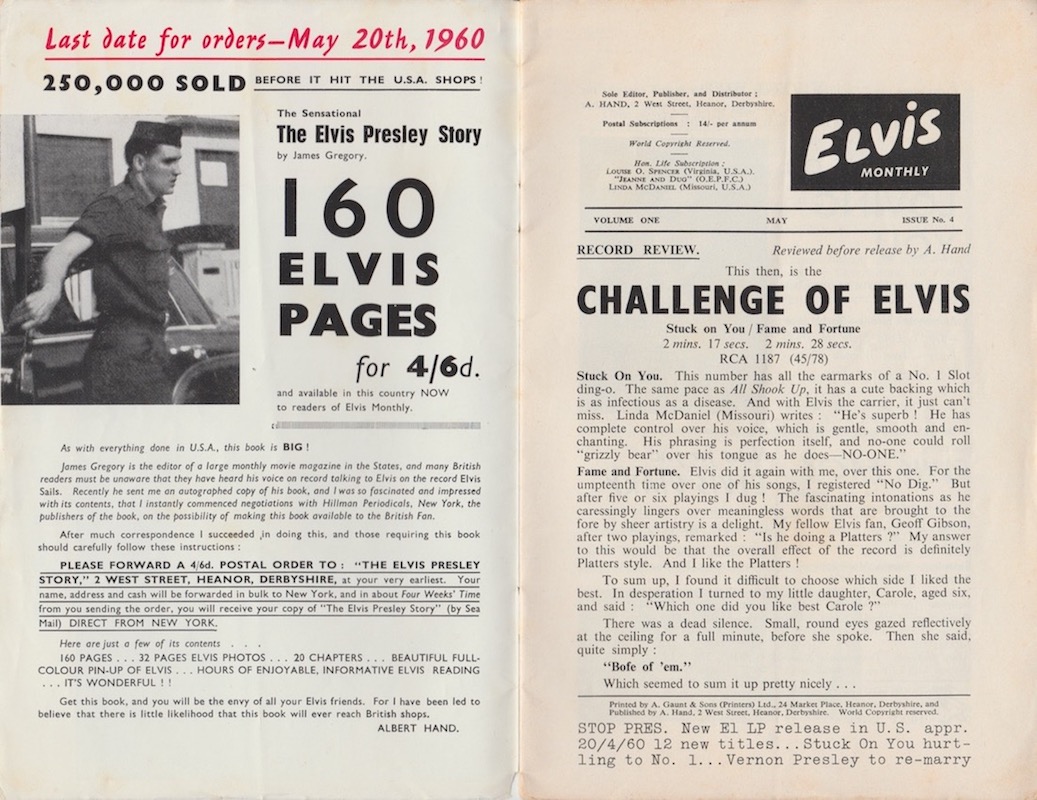 Last date for orders—May 20th, 1960
250,000 SOLD BEFORE IT HIT THE U.S.A. SHOPS!
The Sensational
The Elvis Presley Story
by James Gregory.
160
ELVIS
PAGES
for 4/6d.
and available in this country NOW
to readers of Elvis Monthly.
As with everything done in U.S.A., this book is BIG !
James Gregory is the editor of a large monthly movie magazine in the States, and many British
readers must be unaware that they have heard his voice on record talking to Elvis on the record Elvis
Sails. Recently he sent me an autographed copy of his book, and I was so fascinated and impressed
with its contents, that I instantly commenced negotiations with Hillman Periodicals, New York, the
publishers of the book, on the possibility of making this book available to the British Fan.
After much correspondence I succeeded in doing this, and those requiring this book
should carefully follow these instructions :
PLEASE FORWARD A 4/6d. POSTAL ORDER TO : "THE ELVIS PRESLEY
STORY," 2 WEST STREET, HEANOR, DERBYSHIRE, at your very earliest. Your
name, address and cash will be forwarded in bulk to New York, and in about Four Weeks' Time
from you sending the order, you will receive your copy of "The Elvis Presley Story" (by Sea
Mail) DIRECT FROM NEW YORK.
Here are just a few of its contents . . .
160 PAGES . . . 32 PAGES ELVIS PHOTOS . . . 20 CHAPTERS . . . BEAUTIFUL FULL-
COLOUR PIN-UP OF ELVIS . . . HOURS OF ENJOYABLE, INFORMATIVE ELVIS READING
. . . IT'S WONDERFUL ! !
Get this book, and you will be the envy of all your Elvis friends. For I have been led to
believe that there is little likelihood that this book will ever reach British shops.
ALBERT HAND.
Sole Editor, Publisher, and Distributor ;
A. HAND, 2 West Street, Heanor, Derbyshire.
Postal Subscriptions : 14/- per annum
World Copyright Reserved.
Hon. Life Subscription ;
LOUISE O. SPENCER (Virginia, U.S.A.).
"JEANNE AND DUG" (O.E.P.F.C.)
LINDA MCDANIEL (Missouri, U.S.A.)
ELVIS
MONTHLY
VOLUME ONE MAY ISSUE No. 4
RECORD REVIEW. Reviewed before release by A. Hand
This then, is the
CHALLENGE OF ELVIS
Stuck on You / Fame and Fortune
2 mins. 17 secs. 2 mins. 28 secs.
RCA 1187 (45/78)
Stuck On You. This number has all the earmarks of a No. 1 Slot
ding-o. The same pace as All Shook Up, it has a cute backing which
is as infectious as a disease. And with Elvis the carrier, it just can't
miss. Linda McDaniel (Missouri) writes : "He's superb ! He has
complete control over his voice, which is gentle, smooth and en-
chanting. His phrasing is perfection itself, and no-one could roll
"grizzly bear" over his tongue as he does—NO-ONE."
Fame and Fortune. Elvis did it again with me, over this one. For the
umpteenth time over one of his songs, I registered "No Dig." But
after five or six playings I dug ! The fascinating intonations as he
caressingly lingers over meaningless words that are brought to the
fore by sheer artistry is a delight. My fellow Elvis fan, Geoff Gibson,
after two playings, remarked : "Is he doing a Platters ?" My answer
to this would be that the overall effect of the record is definitely
Platters style. And I like the Platters !
To sum up, I found it difficult to choose which side I liked the
best. In desperation I turned to my little daughter, Carole, aged six,
and said : "Which one did you like best Carole ?"
There was a dead silence. Small, round eyes gazed reflectively
at the ceiling for a full minute, before she spoke. Then she said,
quite simply :
"Bofe of 'em."
Which seemed to sum it up pretty nicely . . .
Printed by A. Gaunt & Sons (Printers) Ltd., 24 Market Place, Heanor, Derbyshire, and
Published by A. Hand, 2 West Street, Heanor, Derbyshire. World Copyright reserved.
STOP PRES. New El LP release in U.S. appr.
20/4/60 12 new titles...Stuck On You hurt-
ling to No. 1...Vernon Presley to re-marry